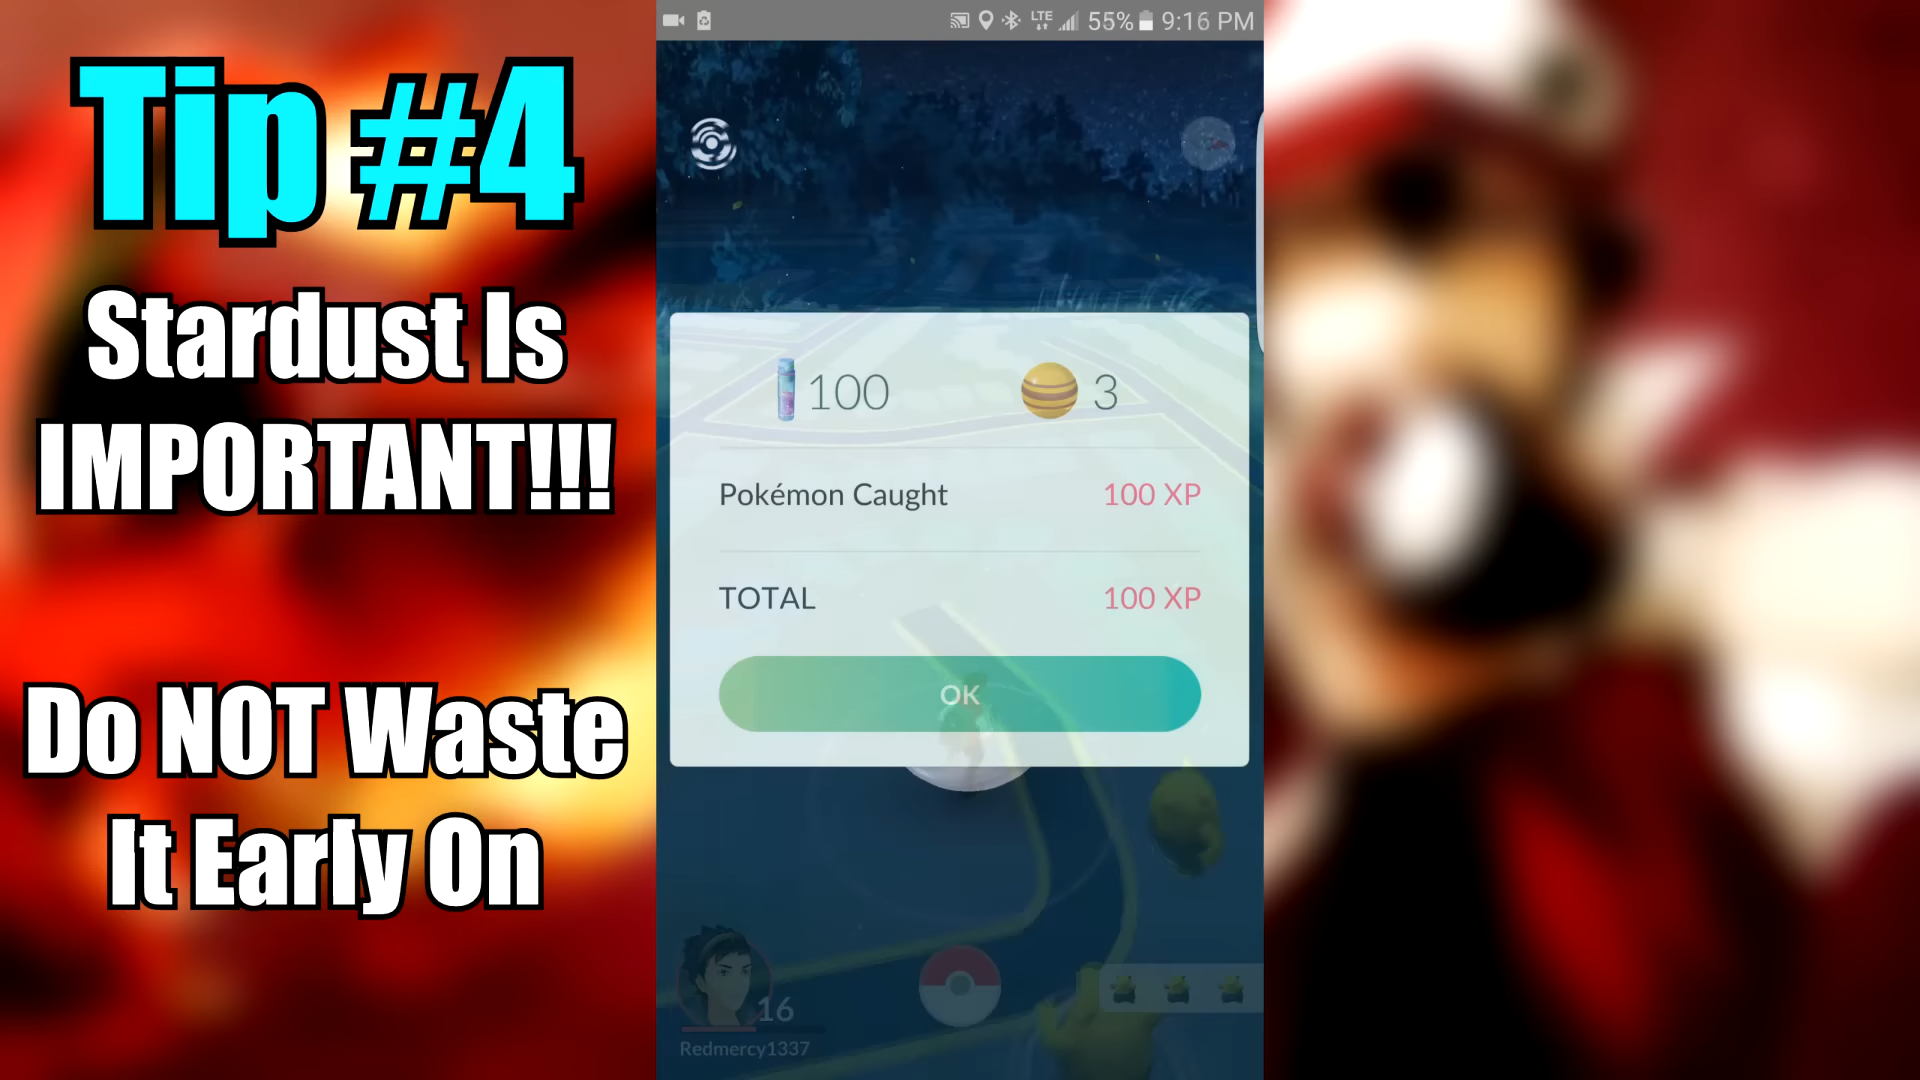 Tip #4
Stardust Is
IMPORTANT!!!
Do NOT Waste
It Early On
LTE 55% 9:16 PM
100 3
Pokémon Caught 100 XP
TOTAL 100 XP
OK
16
Redmercy1337